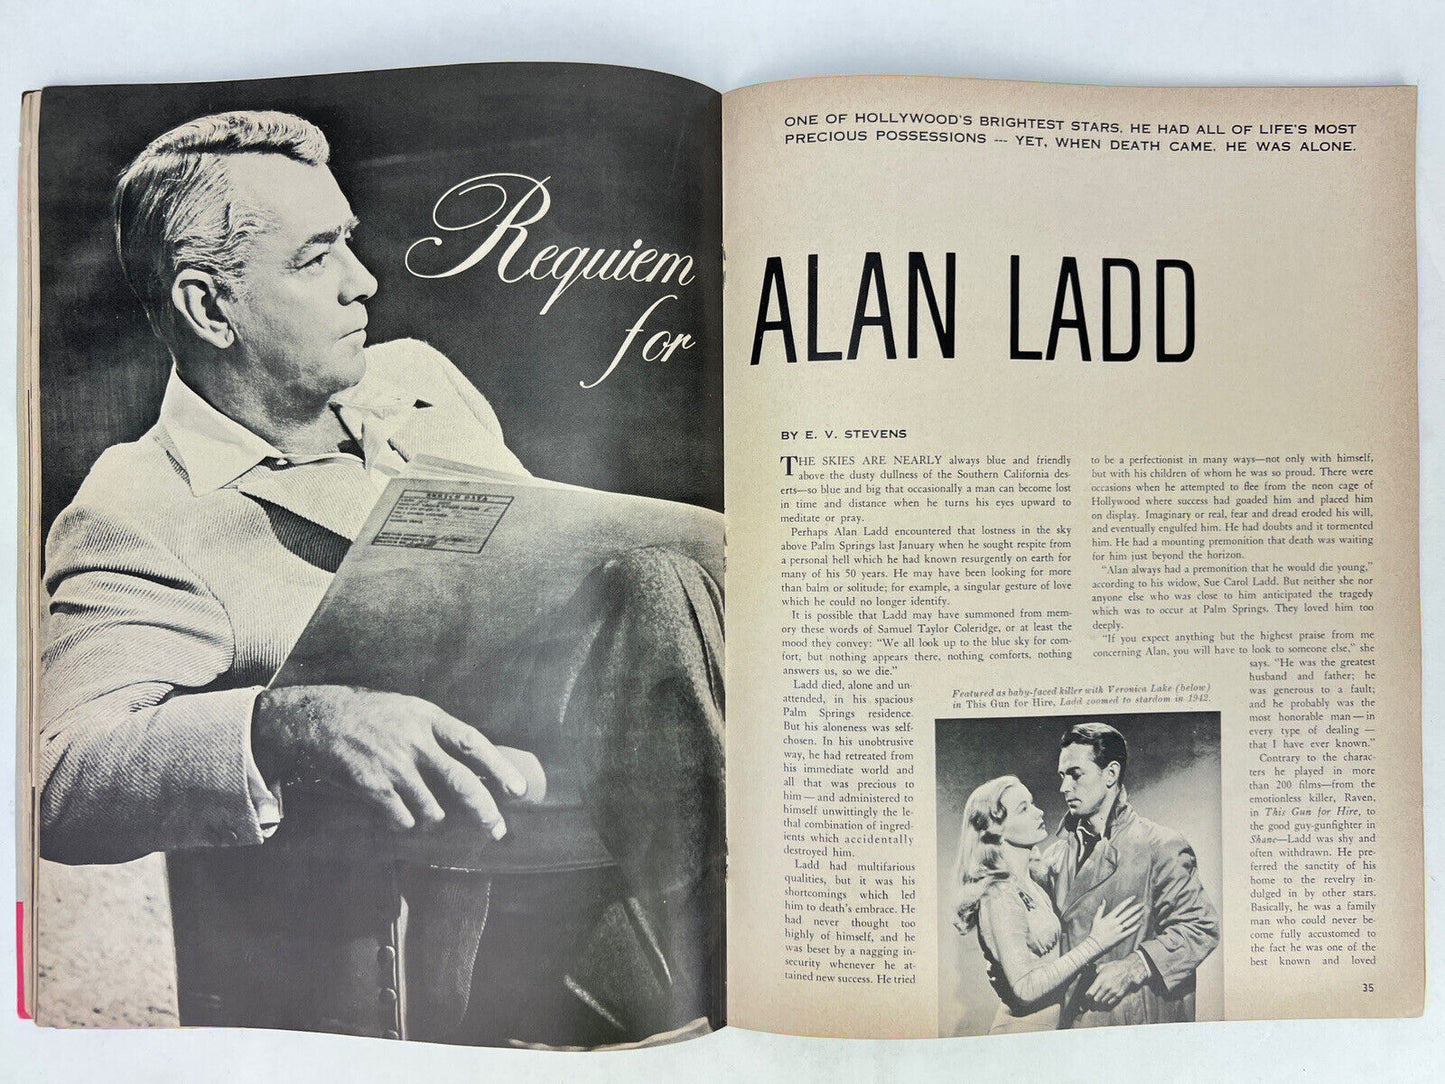 Requiem
for
ONE OF HOLLYWOOD'S BRIGHTEST STARS, HE HAD ALL OF LIFE'S MOST
PRECIOUS POSSESSIONS --- YET, WHEN DEATH CAME, HE WAS ALONE.
ALAN LADD
BY E. V. STEVENS
THE SKIES ARE NEARLY always blue and friendly
above the dusty dullness of the Southern California des-
erts—so blue and big that occasionally a man can become lost
in time and distance when he turns his eyes upward to
meditate or pray.
Perhaps Alan Ladd encountered that lostness in the sky
above Palm Springs last January when he sought respite from
a personal hell which he had known resurgently on earth for
many of his 50 years. He may have been looking for more
than balm or solitude; for example, a singular gesture of love
which he could no longer identify.
It is possible that Ladd may have summoned from mem-
ory these words of Samuel Taylor Coleridge, or at least the
mood they convey: "We all look up to the blue sky for com-
fort, but nothing appears there, nothing comforts, nothing
answers us, so we die."
Ladd died, alone and un-
attended, in his spacious
Palm Springs residence.
But his aloneness was self-
chosen. In his unobtrusive
way, he had retreated from
his immediate world and
all that was precious to
him—and administered to
himself unwittingly the le-
thal combination of ingred-
ients which accidentally
destroyed him.
Ladd had multifarious
qualities, but it was his
shortcomings which led
him to death's embrace. He
had never thought too
highly of himself, and he
was beset by a nagging in-
security whenever he at-
tained new success. He tried
to be a perfectionist in many ways—not only with himself,
but with his children of whom he was so proud. There were
occasions when he attempted to flee from the neon cage of
Hollywood where success had goaded him and placed him
on display. Imaginary or real, fear and dread eroded his will,
and eventually engulfed him. He had doubts and it tormented
him. He had a mounting premonition that death was waiting
for him just beyond the horizon.
"Alan always had a premonition that he would die young,"
according to his widow, Sue Carol Ladd. But neither she nor
anyone else who was close to him anticipated the tragedy
which was to occur at Palm Springs. They loved him too
deeply.
"If you expect anything but the highest praise from me
concerning Alan, you will have to look to someone else," she
says. "He was the greatest
husband and father; he
was generous to a fault;
and he probably was the
most honorable man—in
every type of dealing—
that I have ever known."
Contrary to the charac-
ters he played in more
than 200 films—from the
emotionless killer, Raven,
in This Gun for Hire, to
the good guy-gunfighter in
Shane—Ladd was shy and
often withdrawn. He pre-
ferred the sanctity of his
home to the revelry in-
dulged in by other stars.
Basically, he was a family
man who could never be-
come fully accustomed to
the fact he was one of the
best known and loved
Featured as baby-faced killer with Veronica Lake (below)
in This Gun for Hire, Ladd zoomed to stardom in 1942.
35